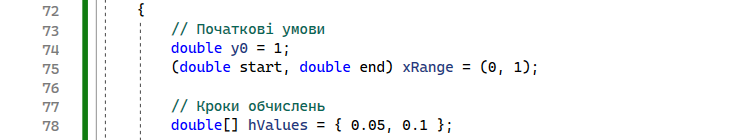 72 {
73 // Початкові умови
74 double y0 = 1;
75 (double start, double end) xRange = (0, 1);
76
77 // Кроки обчислень
78 double[] hValues = { 0.05, 0.1 };